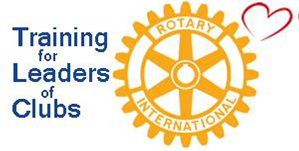 Training
for
Leaders
of
Clubs
ROTARY
INTERNATIONAL